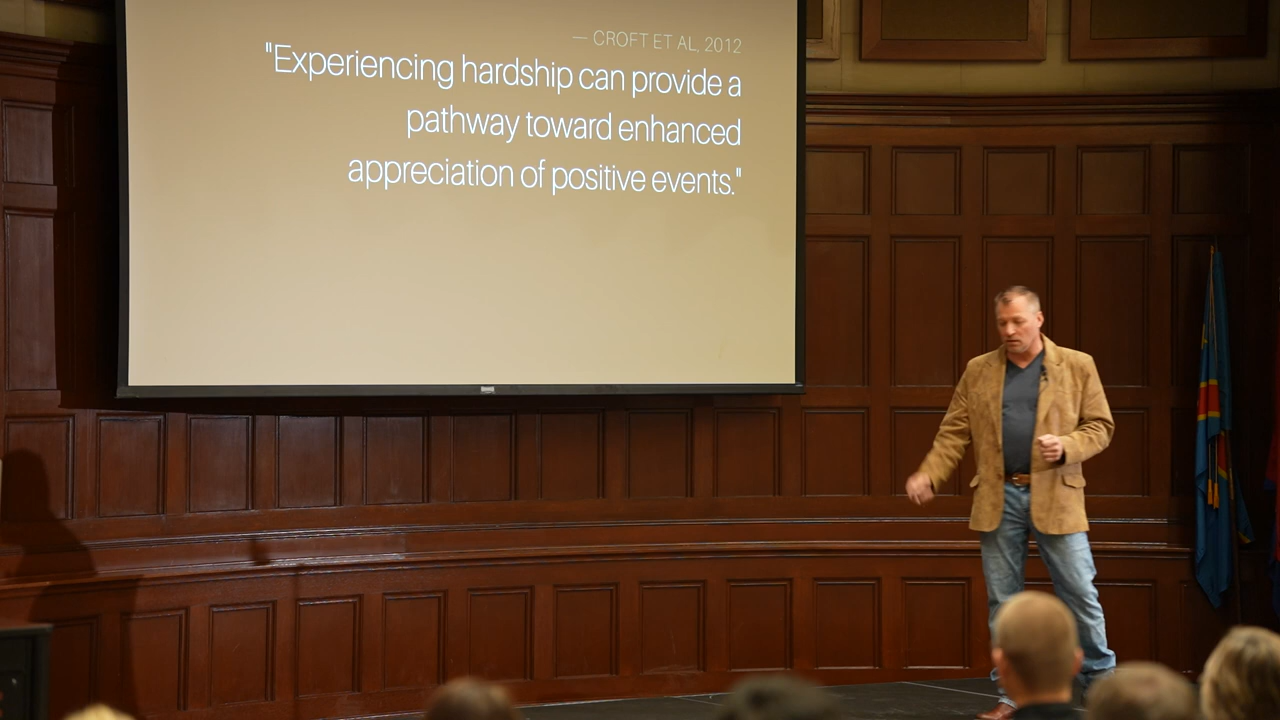 — CROFT ET AL, 2012
"Experiencing hardship can provide a
pathway toward enhanced
appreciation of positive events."